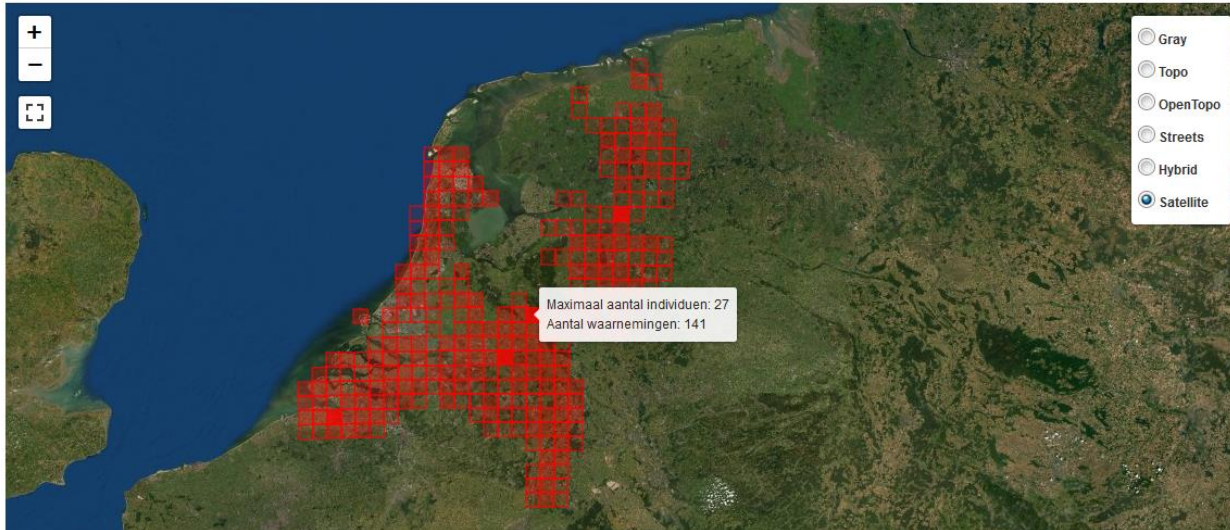 +
−
Gray
Topo
OpenTopo
Streets
Hybrid
Satellite
Maximaal aantal individuen: 27
Aantal waarnemingen: 141